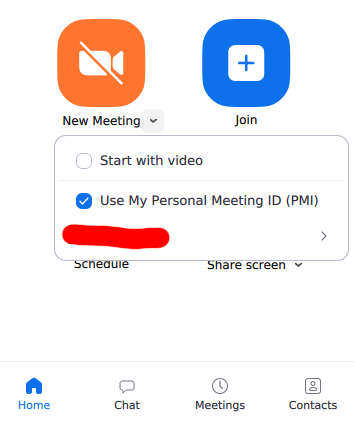 New Meeting
Join
Start with video
Use My Personal Meeting ID (PMI)
Schedule
Share screen
Home
Chat
Meetings
Contacts